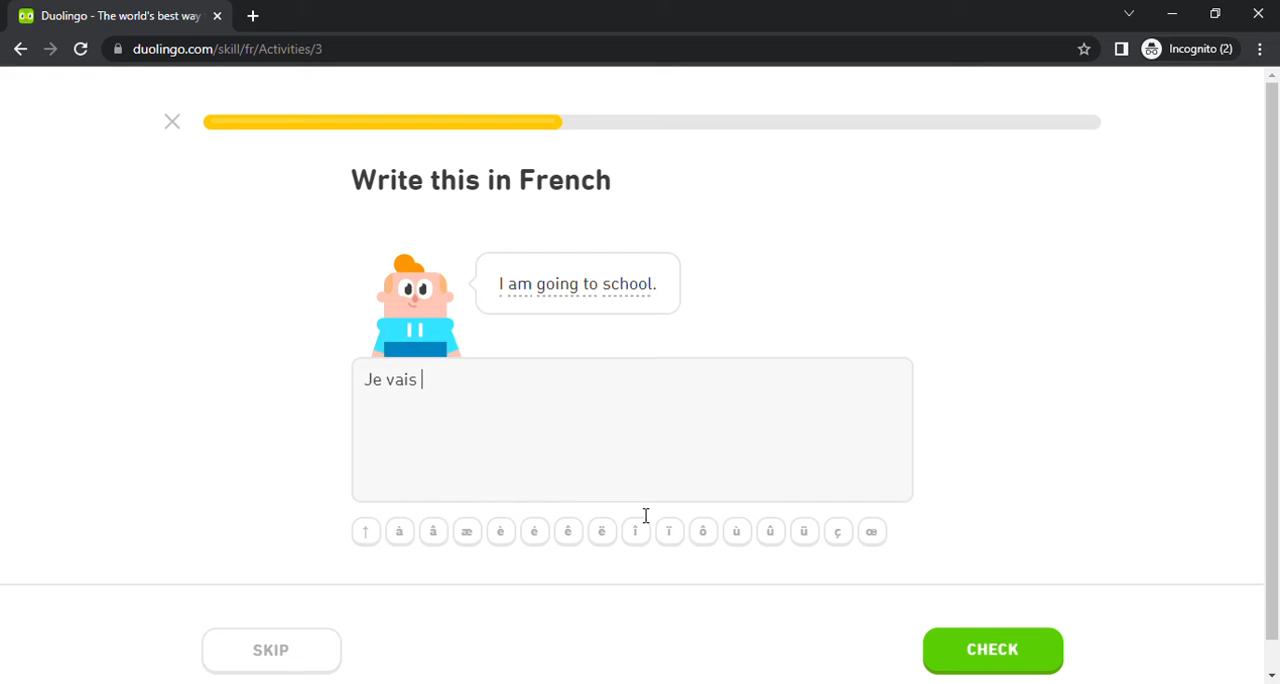 Duolingo - The world's best way
duolingo.com/skill/fr/Activities/3
Incognito (2)
Write this in French
I am going to school.
Je vais
↑ à â æ è é ê ë î ï ô ù û ü ç œ
SKIP
CHECK